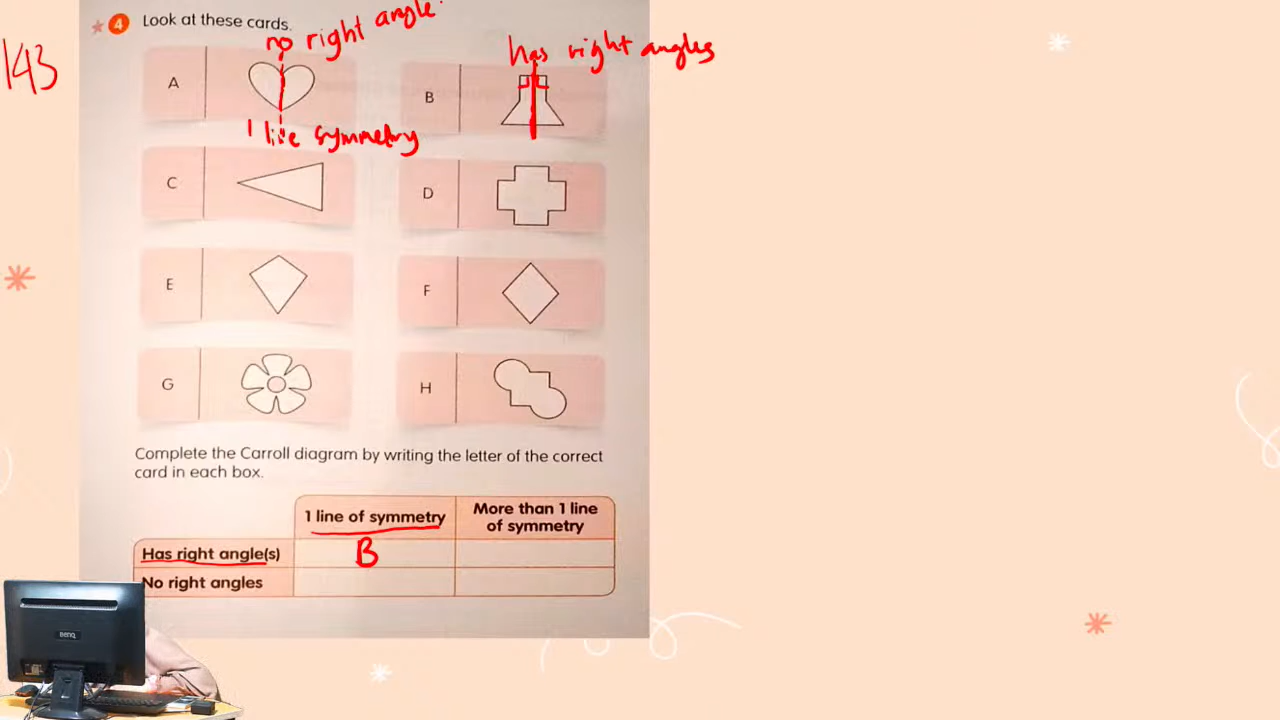 143
4 Look at these cards.
no right angle.
has right angles
A
B
1 line symmetry
C
D
E
F
G
H
Complete the Carroll diagram by writing the letter of the correct
card in each box.
1 line of symmetry
More than 1 line
of symmetry
Has right angle(s)
B
No right angles
BenQ